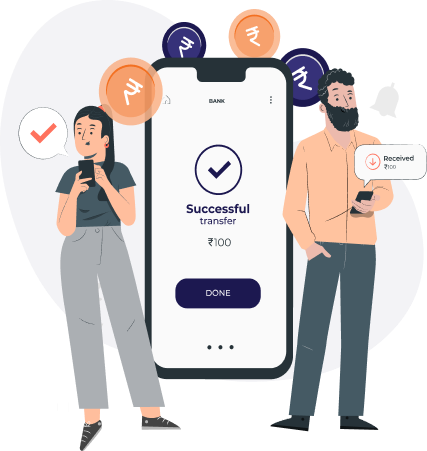 ₹
₹
₹
₹
BANK
Received
₹100
Successful
transfer
₹100
DONE